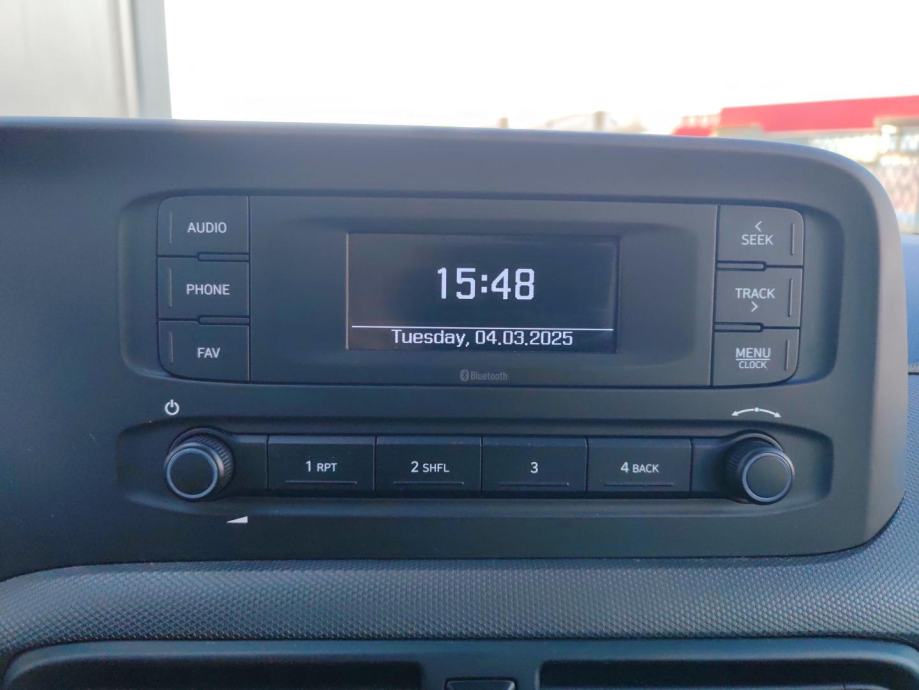 AUDIO
PHONE
FAV
15:48
Tuesday, 04.03.2025
Bluetooth
<
SEEK
TRACK
>
MENU
CLOCK
1 RPT
2 SHFL
3
4 BACK